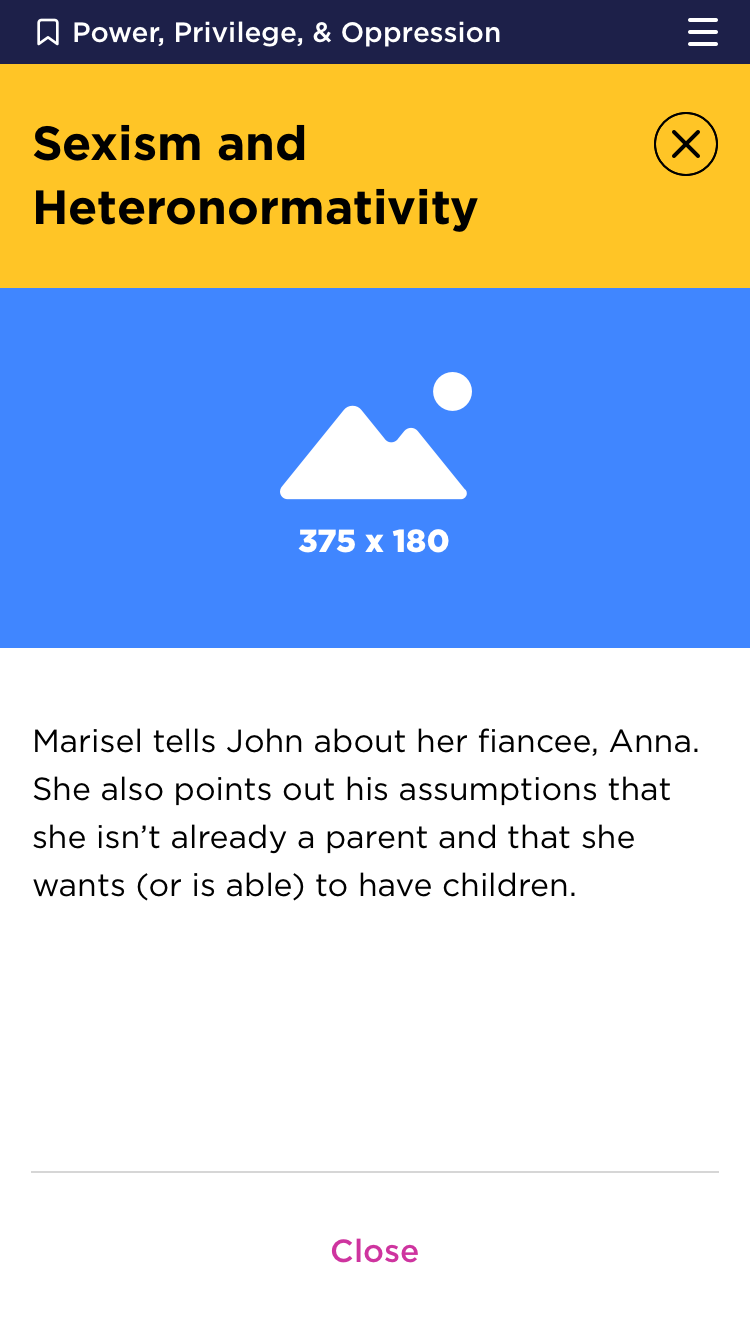 Power, Privilege, & Oppression
Sexism and
Heteronormativity
375 x 180
Marisel tells John about her fiancee, Anna.
She also points out his assumptions that
she isn’t already a parent and that she
wants (or is able) to have children.
Close